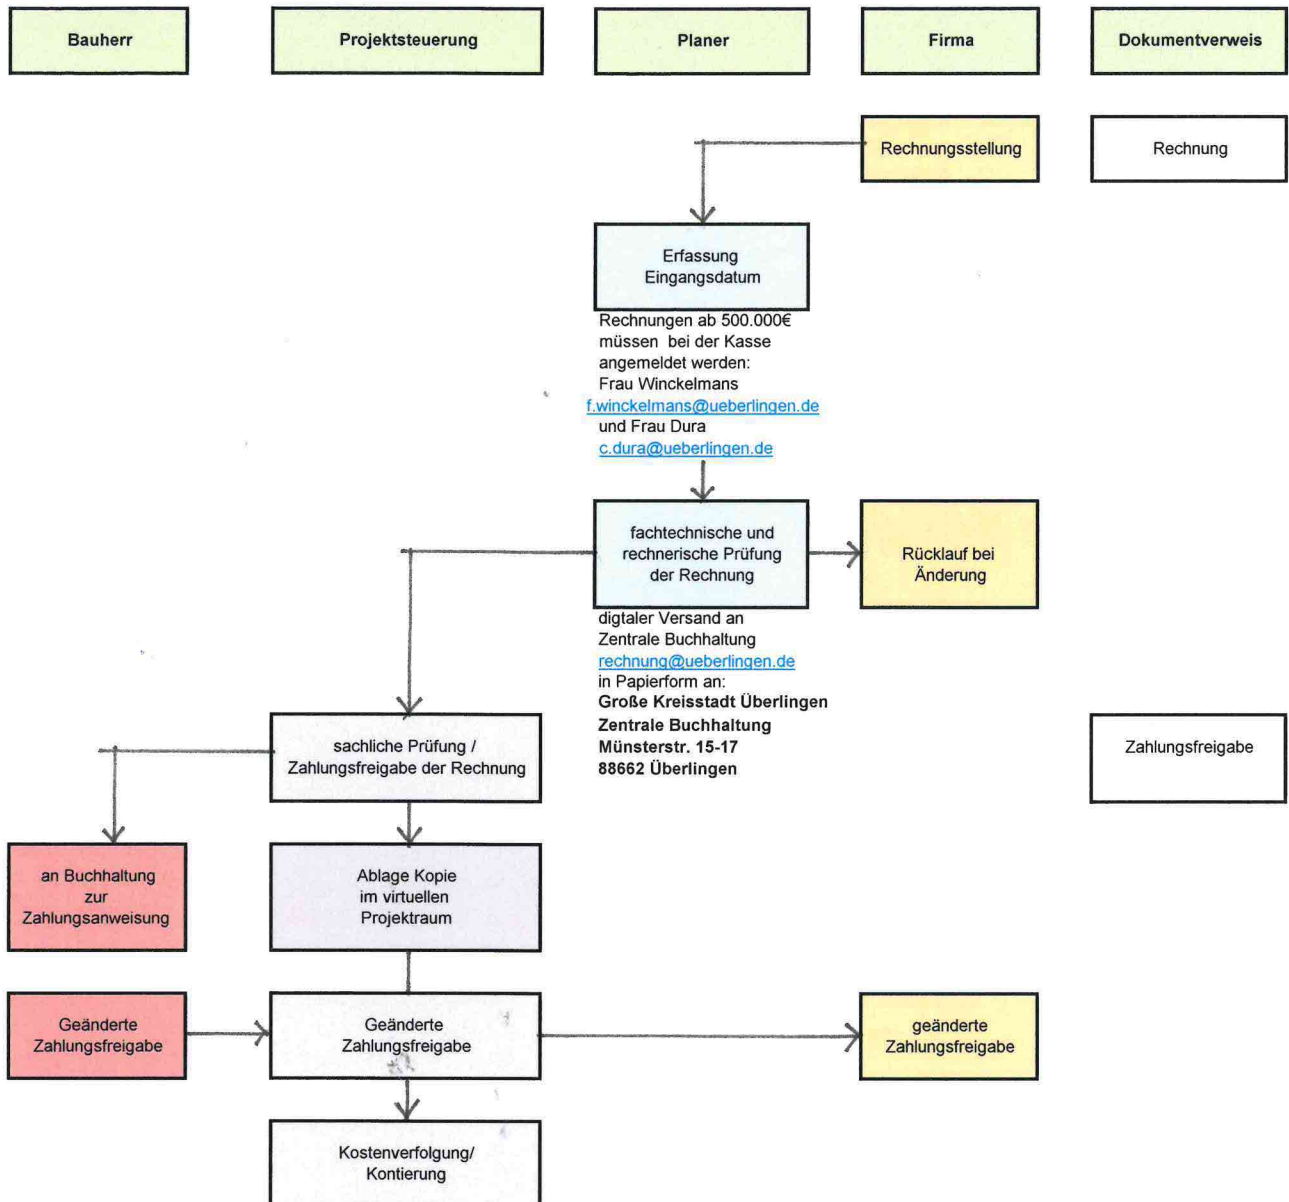 Bauherr
Projektsteuerung
Planer
Firma
Dokumentverweis
Rechnungsstellung
Rechnung
Erfassung
Eingangsdatum
Rechnungen ab 500.000€
müssen bei der Kasse
angemeldet werden:
Frau Winckelmans
f.winckelmans@ueberlingen.de
und Frau Dura
c.dura@ueberlingen.de
fachtechnische und
rechnerische Prüfung
der Rechnung
Rücklauf bei
Änderung
digtaler Versand an
Zentrale Buchhaltung
rechnung@ueberlingen.de
in Papierform an:
Große Kreisstadt Überlingen
Zentrale Buchhaltung
Münsterstr. 15-17
88662 Überlingen
sachliche Prüfung /
Zahlungsfreigabe der Rechnung
Zahlungsfreigabe
an Buchhaltung
zur
Zahlungsanweisung
Ablage Kopie
im virtuellen
Projektraum
Geänderte
Zahlungsfreigabe
Geänderte
Zahlungsfreigabe
geänderte
Zahlungsfreigabe
Kostenverfolgung/
Kontierung